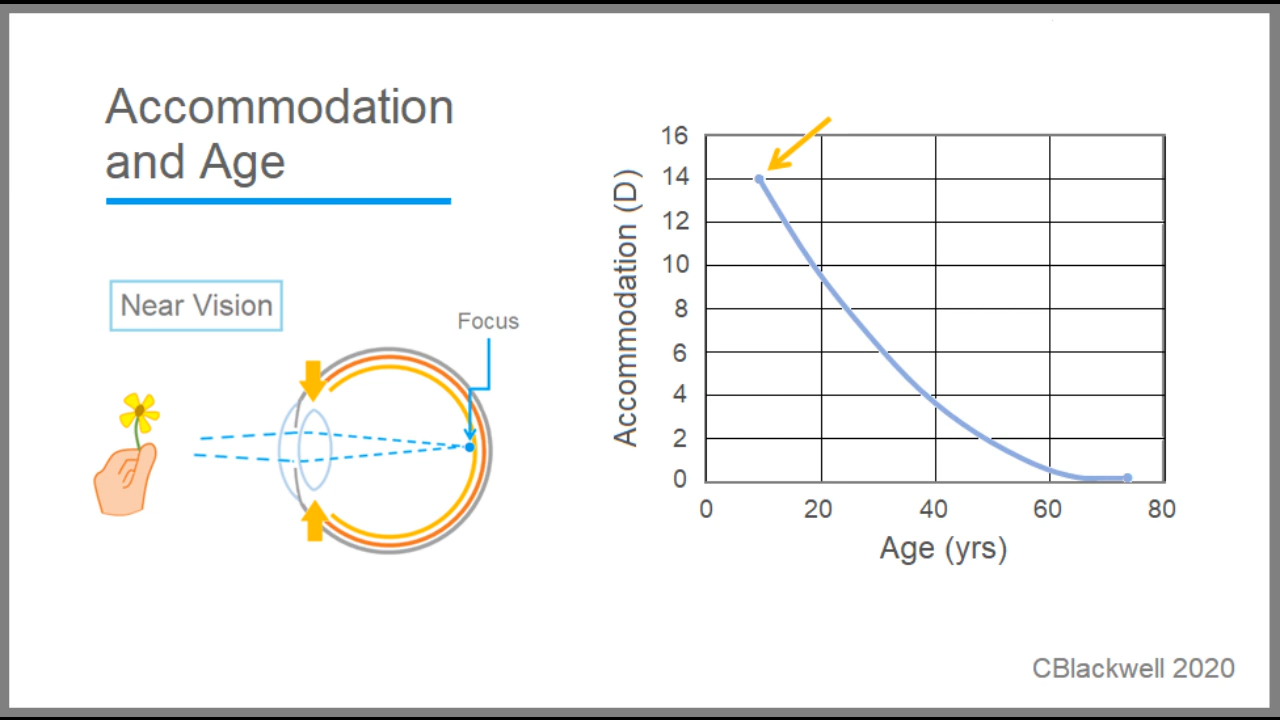 Accommodation
and Age
Near Vision
Focus
Accommodation (D)
16
14
12
10
8
6
4
2
0
0 20 40 60 80
Age (yrs)
CBlackwell 2020